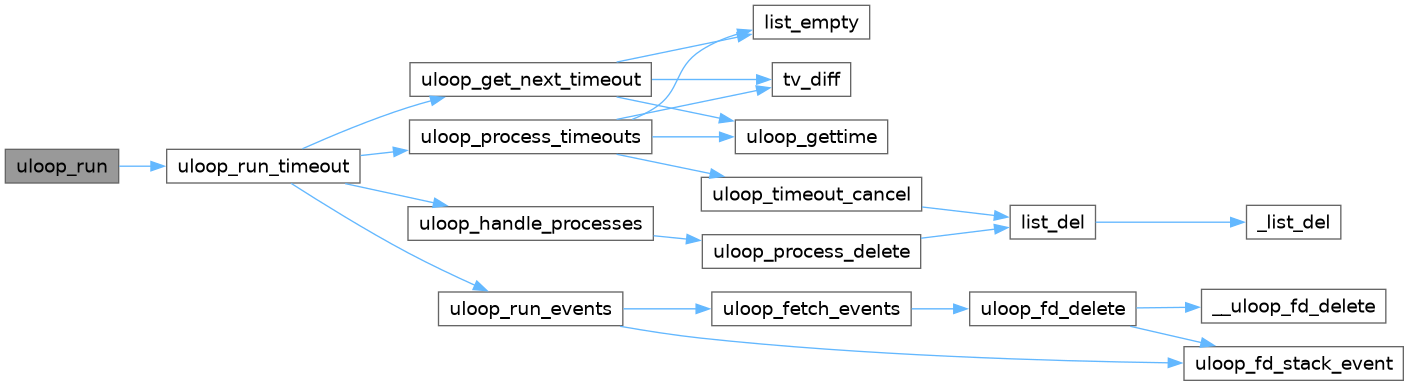 uloop_run
uloop_run_timeout
uloop_get_next_timeout
uloop_process_timeouts
uloop_handle_processes
uloop_run_events
list_empty
tv_diff
uloop_gettime
uloop_timeout_cancel
uloop_process_delete
uloop_fetch_events
list_del
uloop_fd_delete
_list_del
__uloop_fd_delete
uloop_fd_stack_event